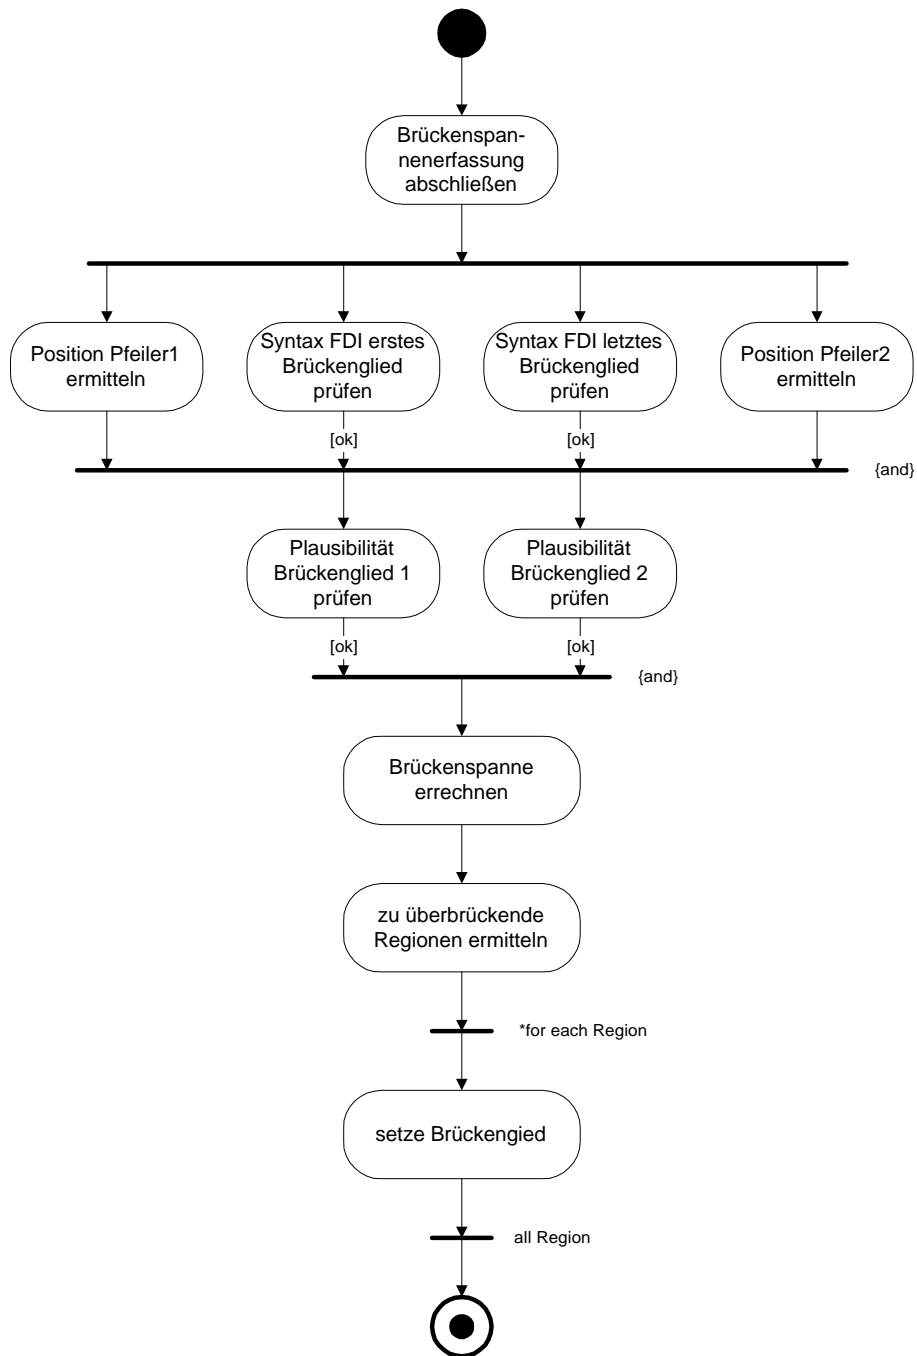 Brückenspan-
nenerfassung
abschließen
Position Pfeiler1
ermitteln
Syntax FDI erstes
Brückenglied
prüfen
Syntax FDI letztes
Brückenglied
prüfen
Position Pfeiler2
ermitteln
[ok]
[ok]
{and}
Plausibilität
Brückenglied 1
prüfen
Plausibilität
Brückenglied 2
prüfen
[ok]
[ok]
{and}
Brückenspanne
errechnen
zu überbrückende
Regionen ermitteln
*for each Region
setze Brückengied
all Region